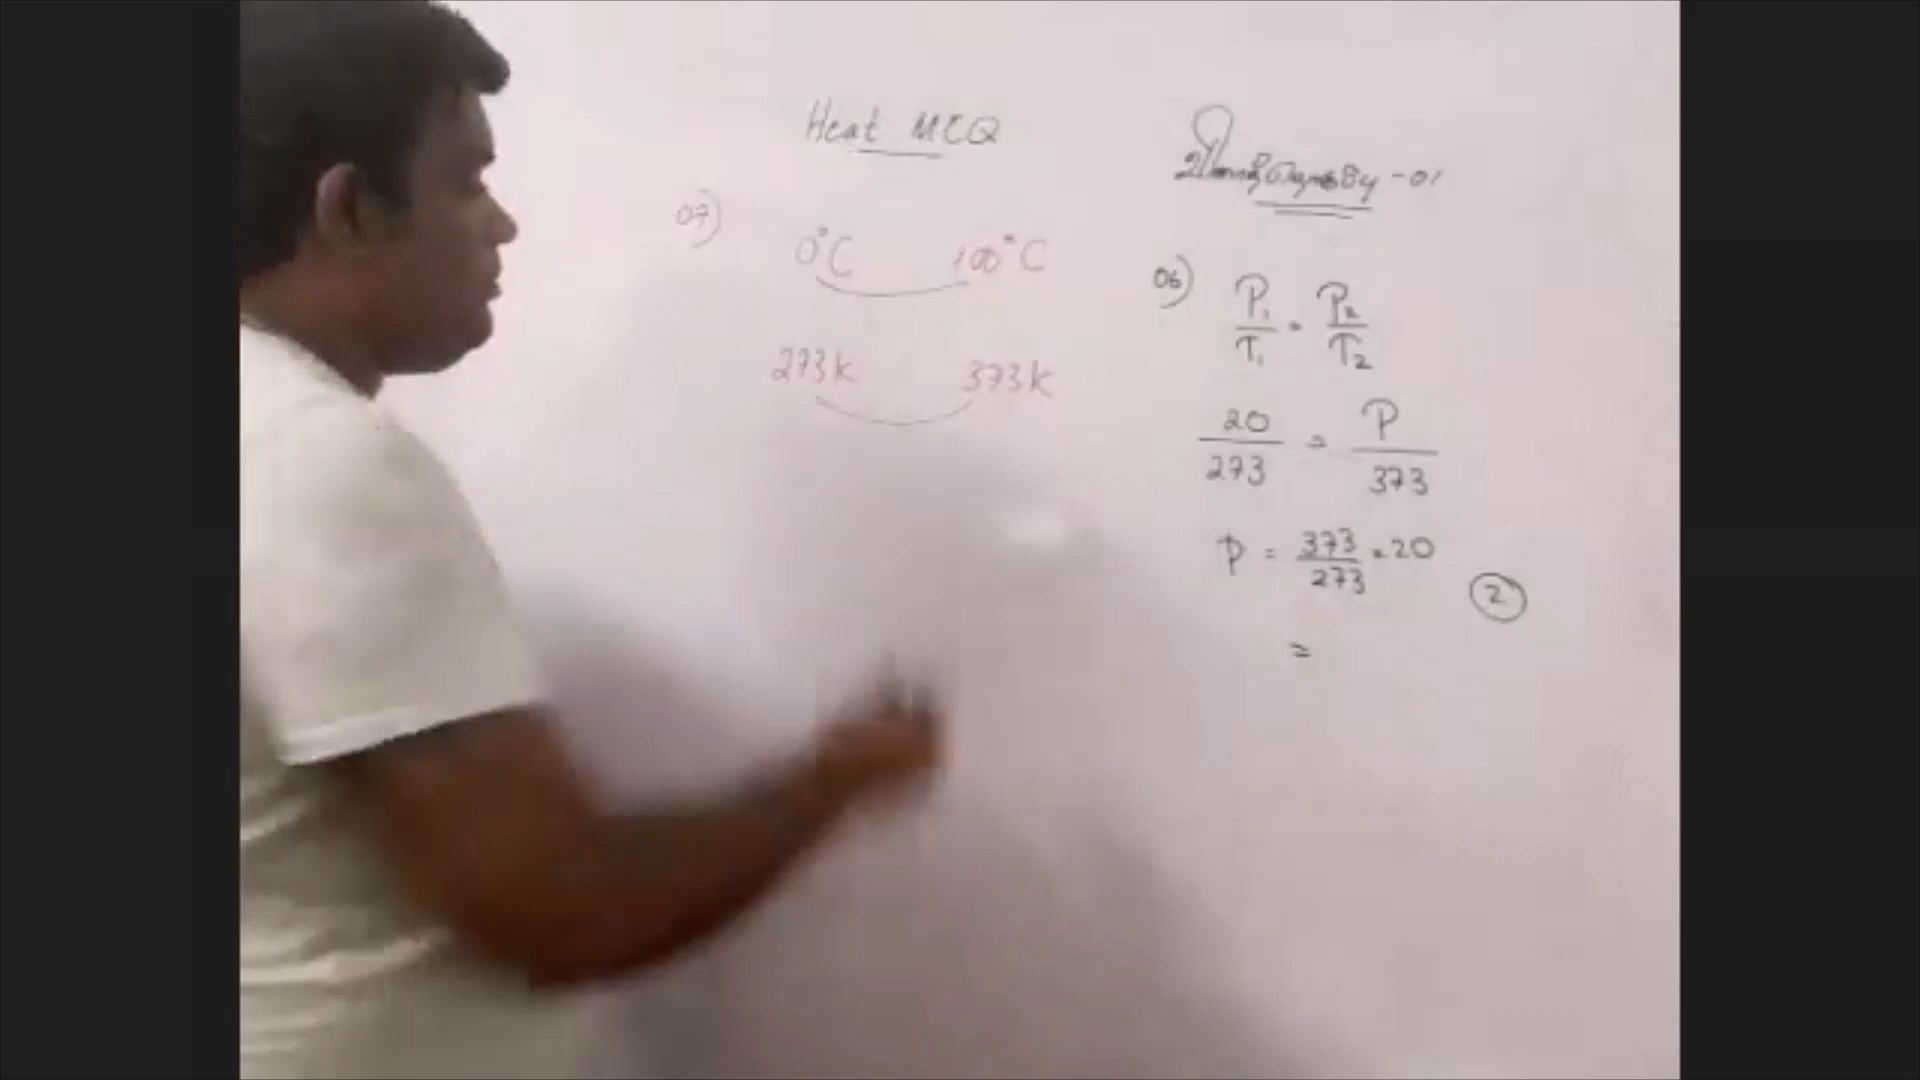 Heat MCQ
07)
0°C 100°C
273k 373k
-01
06)
P₁/T₁ = P₂/T₂
20/273 = P/373
P = 373/273 × 20
2
=